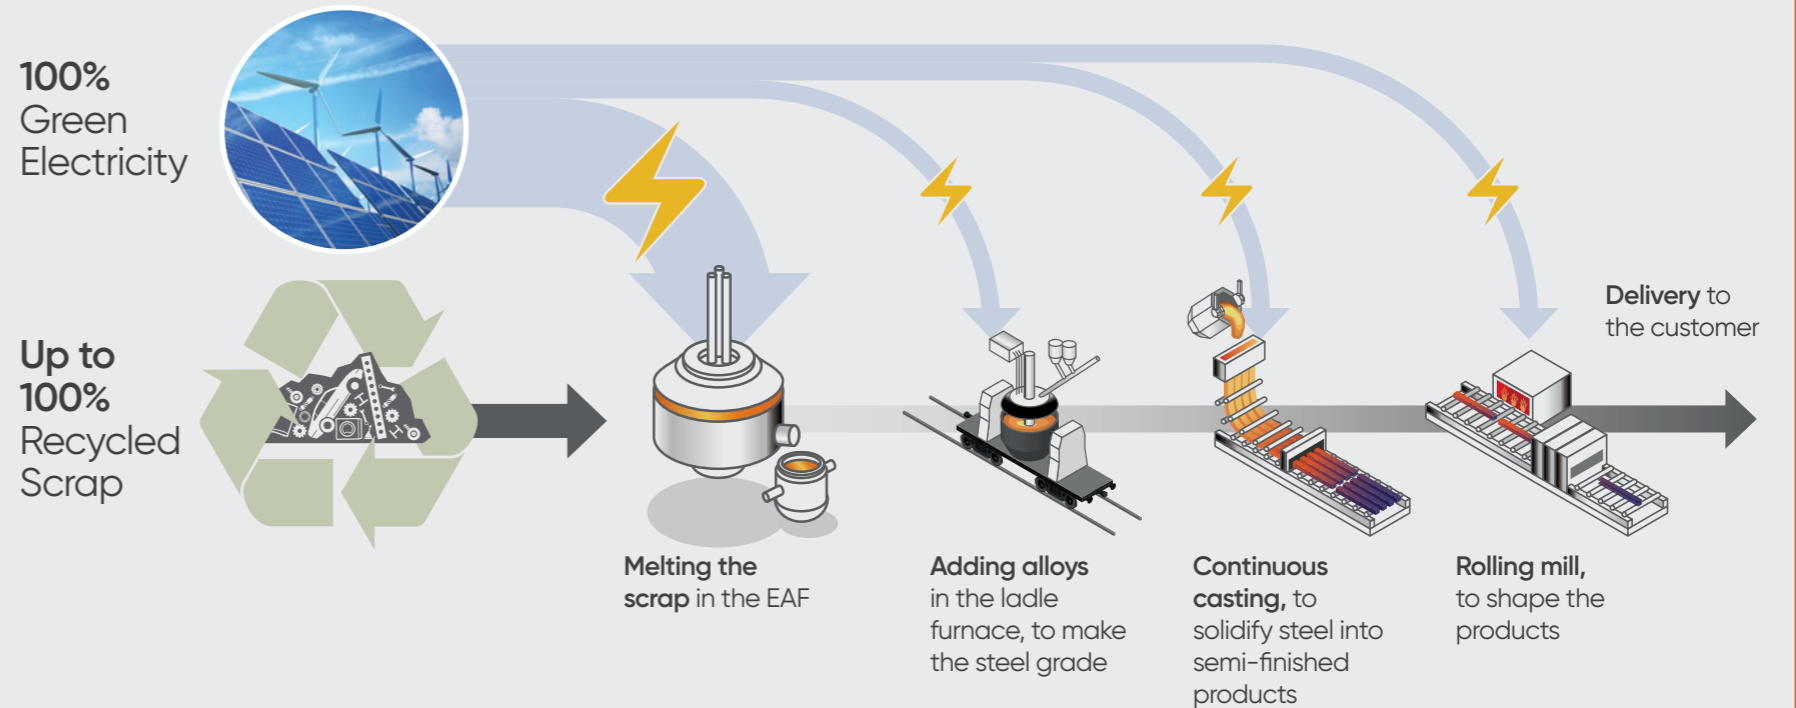 100%
Green
Electricity
Up to
100%
Recycled
Scrap
Melting the
scrap in the EAF
Adding alloys
in the ladle
furnace, to make
the steel grade
Continuous
casting, to
solidify steel into
semi-finished
products
Rolling mill,
to shape the
products
Delivery to
the customer